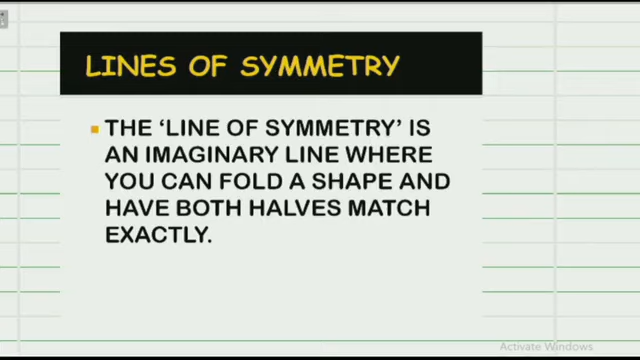 LINES OF SYMMETRY
THE ‘LINE OF SYMMETRY’ IS
AN IMAGINARY LINE WHERE
YOU CAN FOLD A SHAPE AND
HAVE BOTH HALVES MATCH
EXACTLY.
Activate Windows